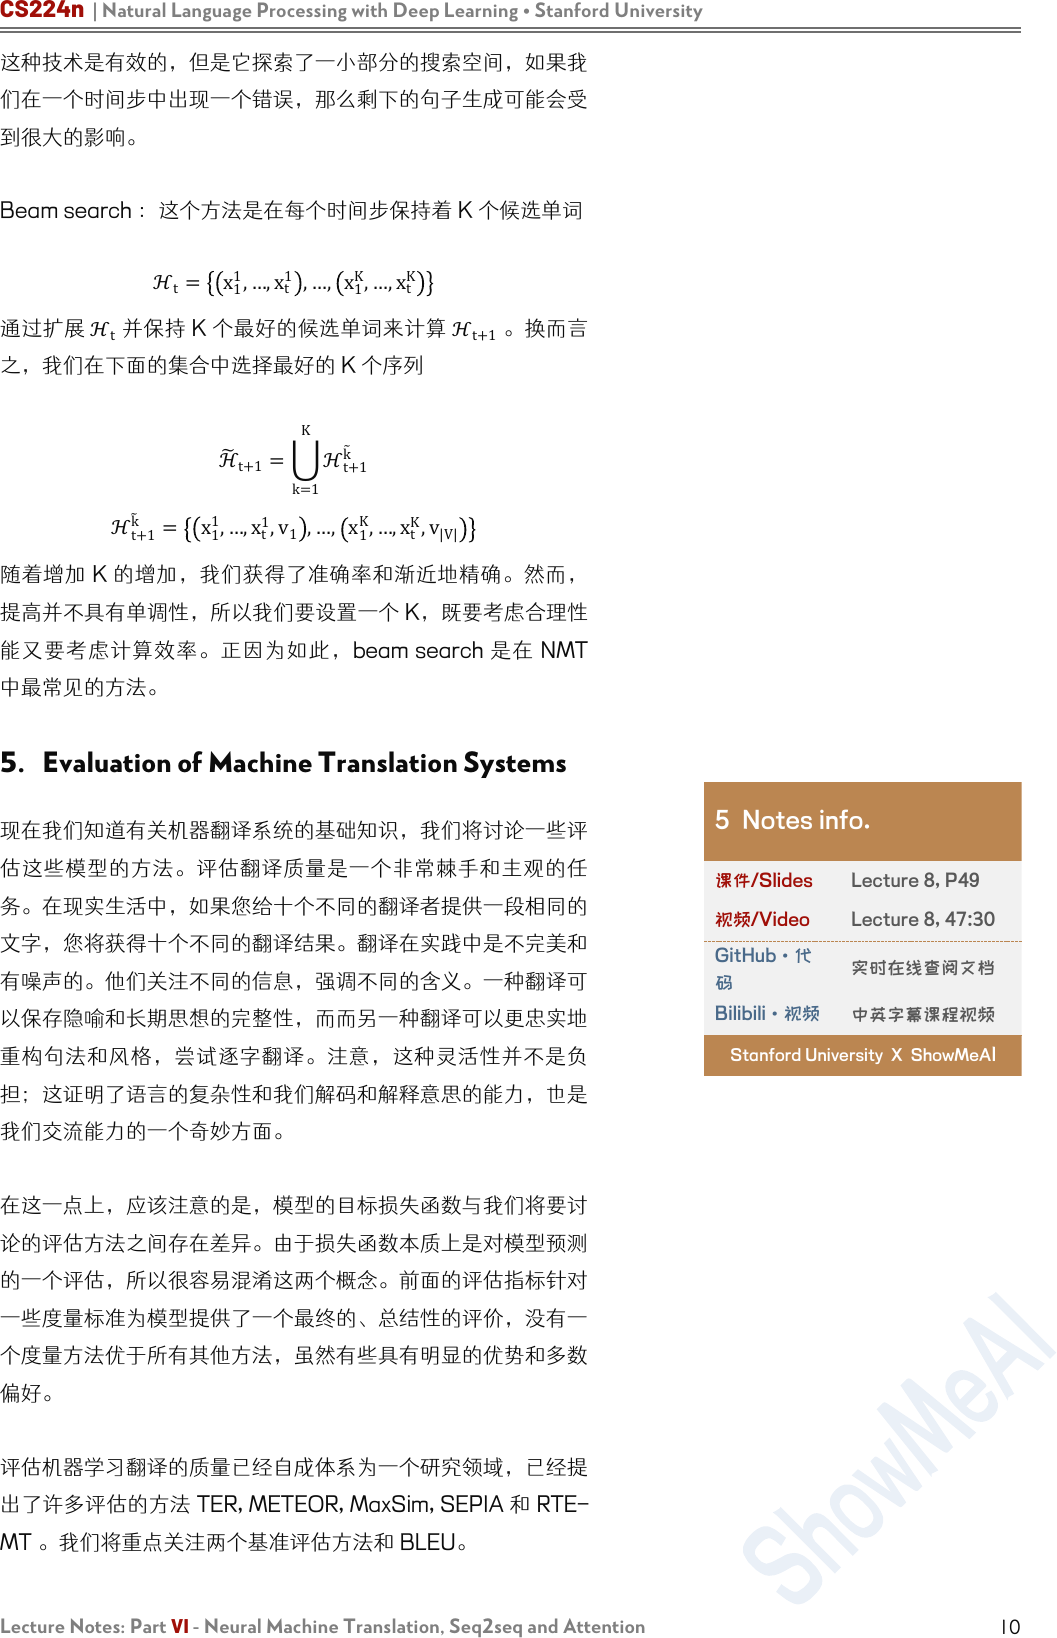 CS224n | Natural Language Processing with Deep Learning • Stanford University
这种技术是有效的，但是它探索了一小部分的搜索空间，如果我
们在一个时间步中出现一个错误，那么剩下的句子生成可能会受
到很大的影响。
Beam search： 这个方法是在每个时间步保持着 K 个候选单词
ℋ_t = {(x_1^1, …, x_t^1), …, (x_1^K, …, x_t^K)}
通过扩展 ℋ_t 并保持 K 个最好的候选单词来计算 ℋ_{t+1} 。换而言
之，我们在下面的集合中选择最好的 K 个序列
ℋ̃_{t+1} = ⋃_{k=1}^{K} ℋ_{t+1}^{k̃}
ℋ_{t+1}^{k̃} = {(x_1^1, …, x_t^1, v_1), …, (x_1^K, …, x_t^K, v_{|V|})}
随着增加 K 的增加，我们获得了准确率和渐近地精确。然而，
提高并不具有单调性，所以我们要设置一个 K，既要考虑合理性
能又要考虑计算效率。正因为如此，beam search 是在 NMT
中最常见的方法。
5. Evaluation of Machine Translation Systems
现在我们知道有关机器翻译系统的基础知识，我们将讨论一些评
估这些模型的方法。评估翻译质量是一个非常棘手和主观的任
务。在现实生活中，如果您给十个不同的翻译者提供一段相同的
文字，您将获得十个不同的翻译结果。翻译在实践中是不完美和
有噪声的。他们关注不同的信息，强调不同的含义。一种翻译可
以保存隐喻和长期思想的完整性，而而另一种翻译可以更忠实地
重构句法和风格，尝试逐字翻译。注意，这种灵活性并不是负
担；这证明了语言的复杂性和我们解码和解释意思的能力，也是
我们交流能力的一个奇妙方面。
在这一点上，应该注意的是，模型的目标损失函数与我们将要讨
论的评估方法之间存在差异。由于损失函数本质上是对模型预测
的一个评估，所以很容易混淆这两个概念。前面的评估指标针对
一些度量标准为模型提供了一个最终的、总结性的评价，没有一
个度量方法优于所有其他方法，虽然有些具有明显的优势和多数
偏好。
评估机器学习翻译的质量已经自成体系为一个研究领域，已经提
出了许多评估的方法 TER, METEOR, MaxSim, SEPIA 和 RTE-
MT 。我们将重点关注两个基准评估方法和 BLEU。
5 Notes info.
课件/Slides Lecture 8, P49
视频/Video Lecture 8, 47:30
GitHub · 代
码 实时在线查阅文档
Bilibili · 视频 中英字幕课程视频
Stanford University X ShowMeAI
ShowMeAI
Lecture Notes: Part VI - Neural Machine Translation, Seq2seq and Attention 10